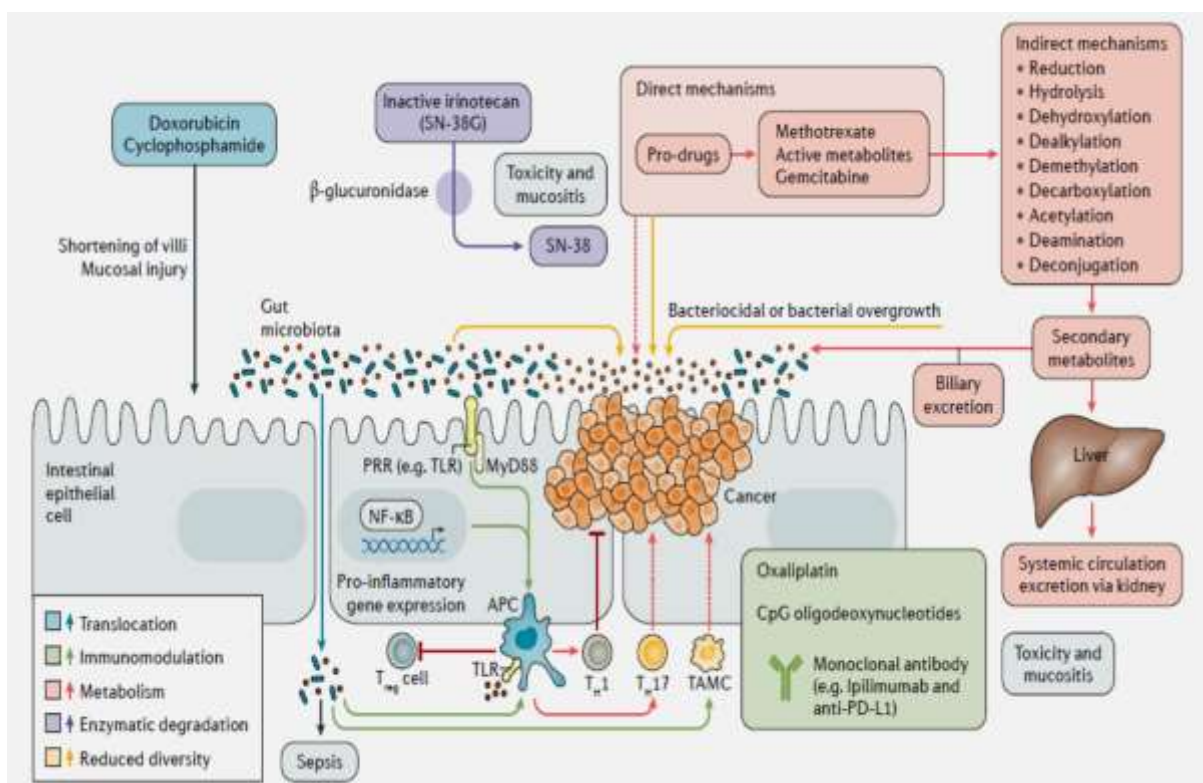 Doxorubicin
Cyclophosphamide
Shortening of villi
Mucosal injury
Inactive irinotecan
(SN-38G)
β-glucuronidase
Toxicity and
mucositis
SN-38
Direct mechanisms
Pro-drugs
Methotrexate
Active metabolites
Gemcitabine
Indirect mechanisms
• Reduction
• Hydrolysis
• Dehydroxylation
• Dealkylation
• Demethylation
• Decarboxylation
• Acetylation
• Deamination
• Deconjugation
Gut
microbiota
Bacteriocidal or bacterial overgrowth
Secondary
metabolites
Biliary
excretion
Liver
Systemic circulation
excretion via kidney
Toxicity and
mucositis
Intestinal
epithelial
cell
PRR (e.g. TLR)
MyD88
NF-κB
Pro-inflammatory
gene expression
Cancer
APC
TLR
Treg cell
TH1
TH17
TAMC
Sepsis
Oxaliplatin
CpG oligodeoxynucleotides
Monoclonal antibody
(e.g. Ipilimumab and
anti-PD-L1)
Translocation
Immunomodulation
Metabolism
Enzymatic degradation
Reduced diversity